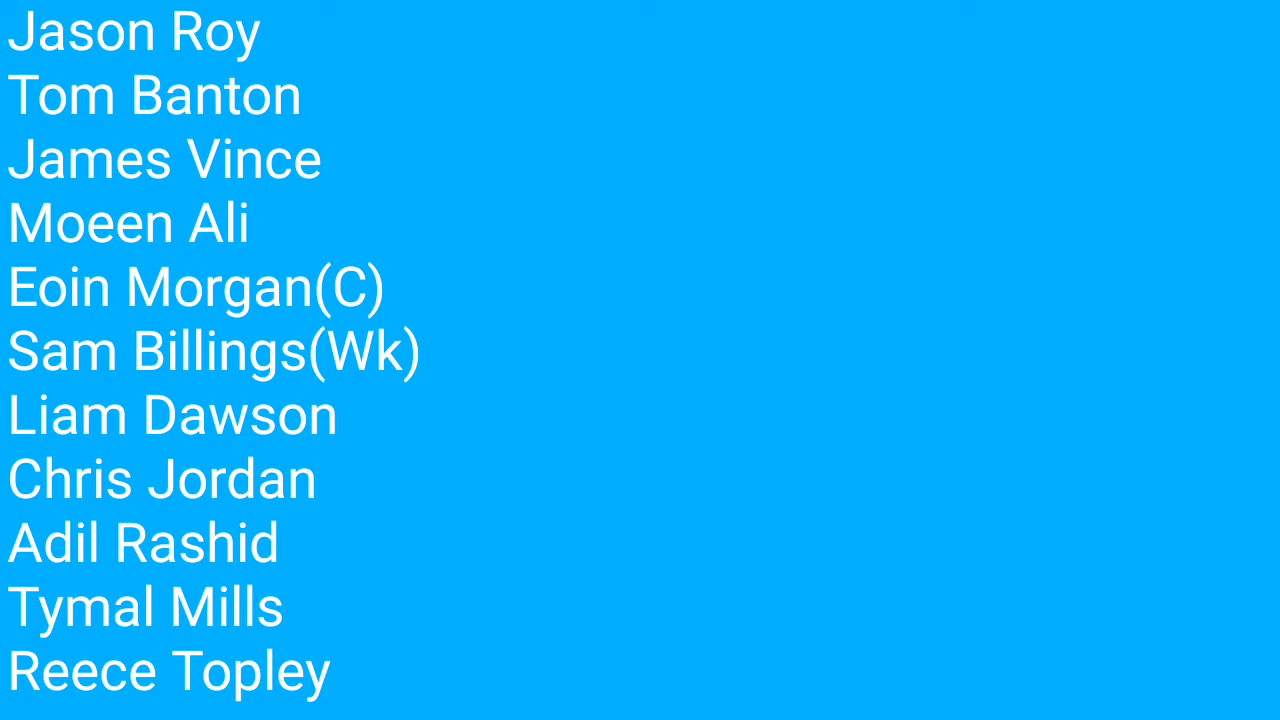 Jason Roy
Tom Banton
James Vince
Moeen Ali
Eoin Morgan(C)
Sam Billings(Wk)
Liam Dawson
Chris Jordan
Adil Rashid
Tymal Mills
Reece Topley